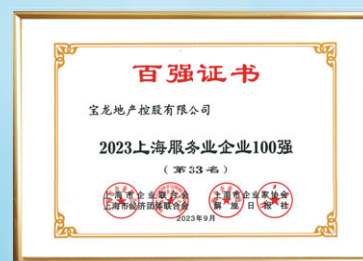 百强证书
宝龙地产控股有限公司
2023上海服务业企业100强
（第33名）
上海市企业联合会 上海市企业家协会
上海市经济团体联合会 解放日报社
2023年9月